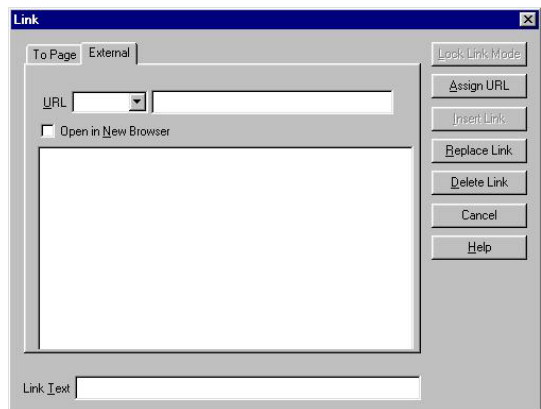 Link
To Page External
Look Link Mode
URL
Assign URL
Open in New Browser
Insert Link
Replace Link
Delete Link
Cancel
Help
Link Text